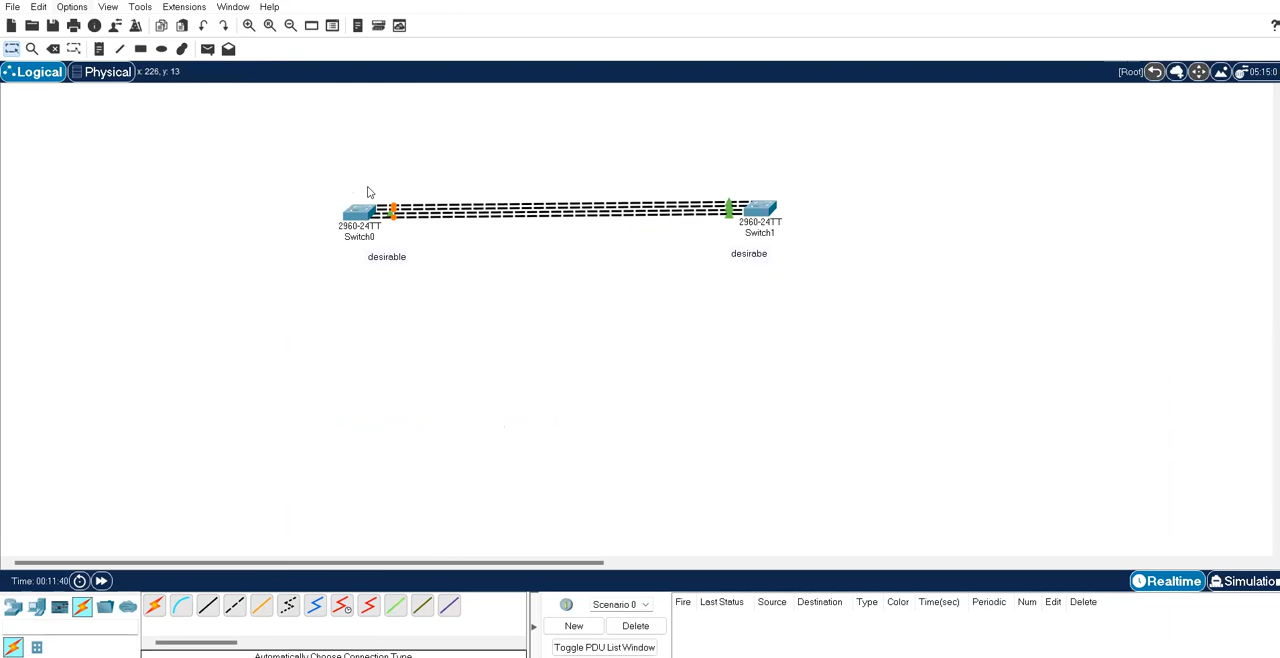 File Edit Options View Tools Extensions Window Help
?
Logical Physical x: 226, y: 13 [Root] 05:15:0
2960-24TT
Switch0
desirable
2960-24TT
Switch1
desirabe
Time: 00:11:40 Realtime Simulation
Scenario 0
New Delete
Toggle PDU List Window
Fire Last Status Source Destination Type Color Time(sec) Periodic Num Edit Delete
Automatically Choose Connection Type